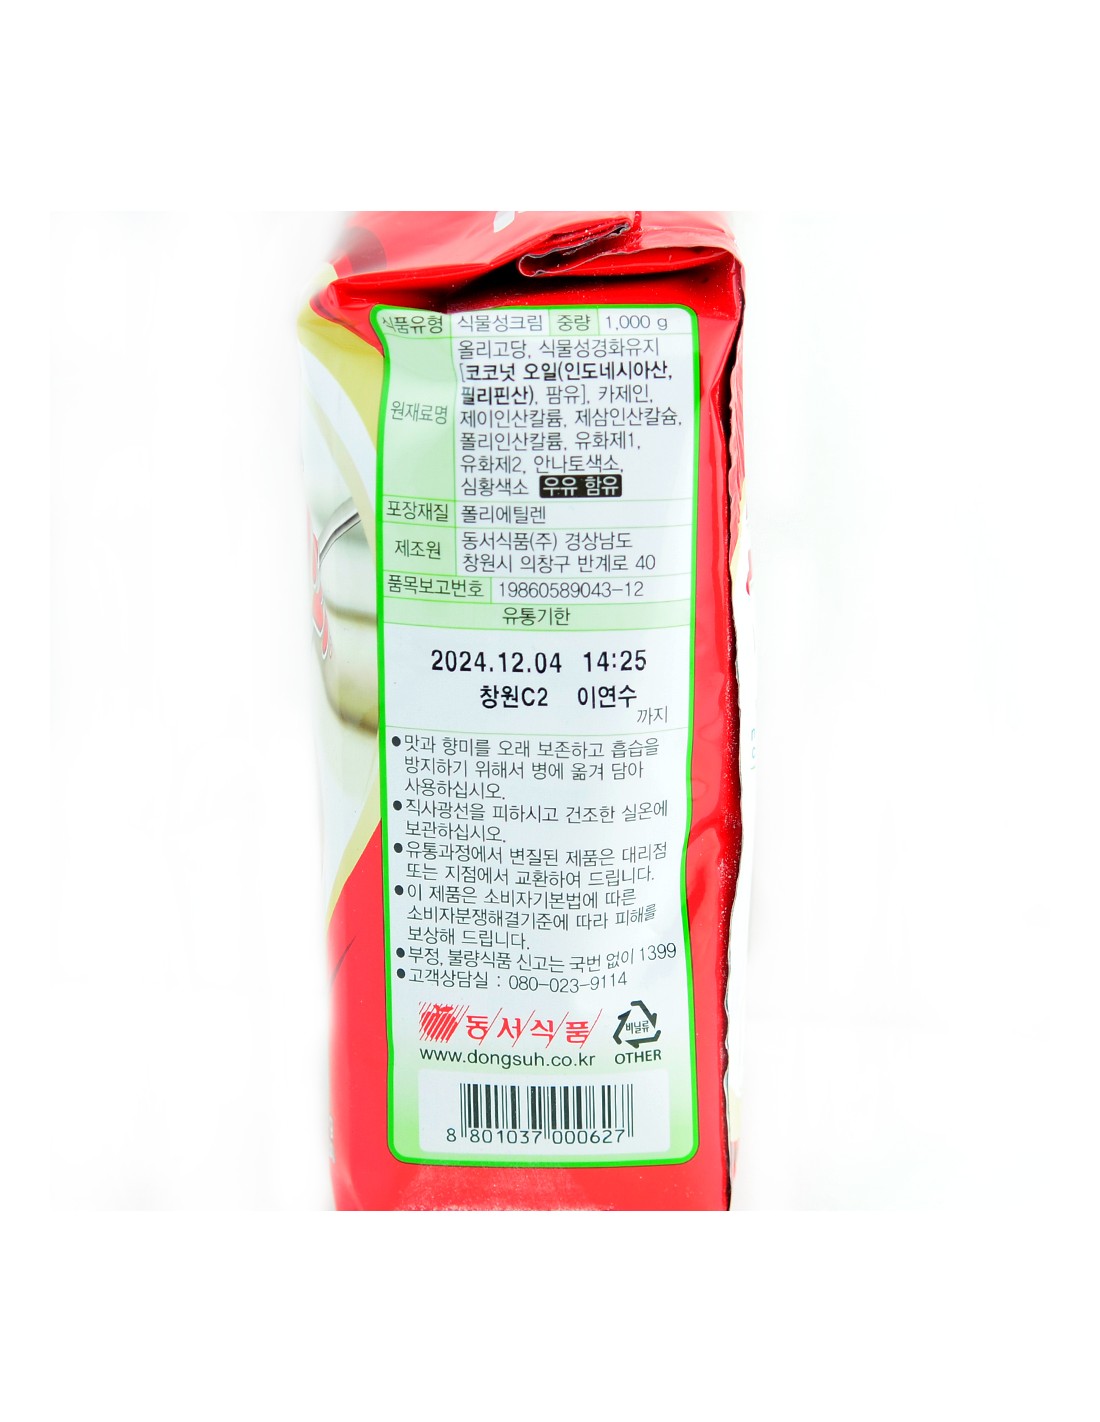 식품유형 식물성크림 중량 1,000 g
원재료명
올리고당, 식물성경화유지
[코코넛 오일(인도네시아산,
필리핀산), 팜유], 카제인,
제이인산칼륨, 제삼인산칼슘,
폴리인산칼륨, 유화제1,
유화제2, 안나토색소,
심황색소 우유 함유
포장재질 폴리에틸렌
제조원
동서식품(주) 경상남도
창원시 의창구 반계로 40
품목보고번호 19860589043-12
유통기한
2024.12.04 14:25
창원C2 이연수
까지
●맛과 향미를 오래 보존하고 흡습을
방지하기 위해서 병에 옮겨 담아
사용하십시오.
●직사광선을 피하시고 건조한 실온에
보관하십시오.
●유통과정에서 변질된 제품은 대리점
또는 지점에서 교환하여 드립니다.
●이 제품은 소비자기본법에 따른
소비자분쟁해결기준에 따라 피해를
보상해 드립니다.
●부정, 불량식품 신고는 국번 없이 1399
●고객상담실 : 080-023-9114
동서식품
비닐류
www.dongsuh.co.kr OTHER
8 801037 000627